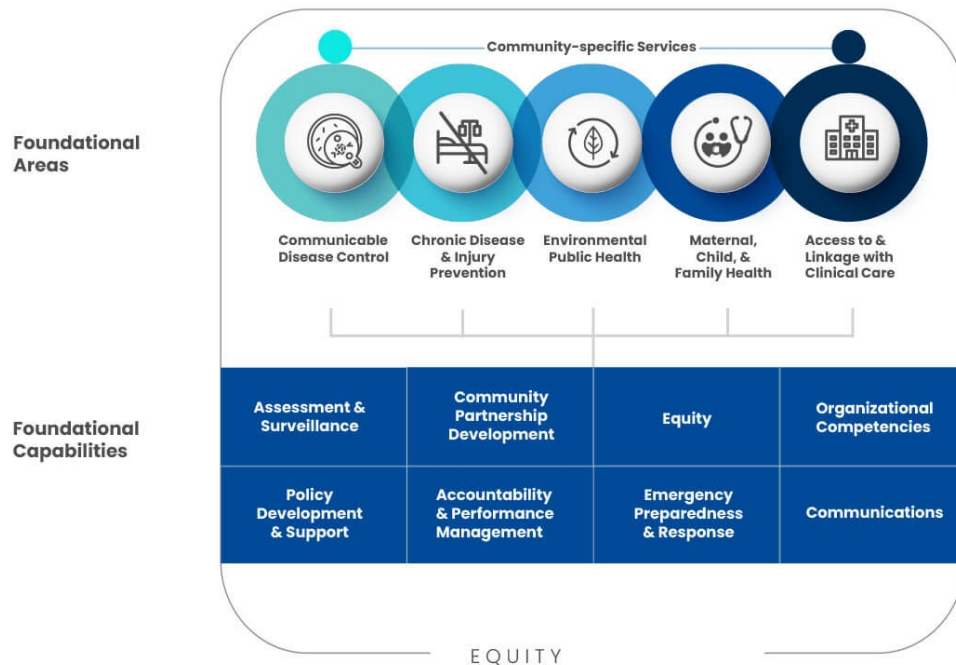 Community-specific Services
Foundational
Areas
Communicable
Disease Control
Chronic Disease
& Injury
Prevention
Environmental
Public Health
Maternal,
Child, &
Family Health
Access to &
Linkage with
Clinical Care
Foundational
Capabilities
Assessment &
Surveillance
Community
Partnership
Development
Equity
Organizational
Competencies
Policy
Development
& Support
Accountability
& Performance
Management
Emergency
Preparedness
& Response
Communications
EQUITY